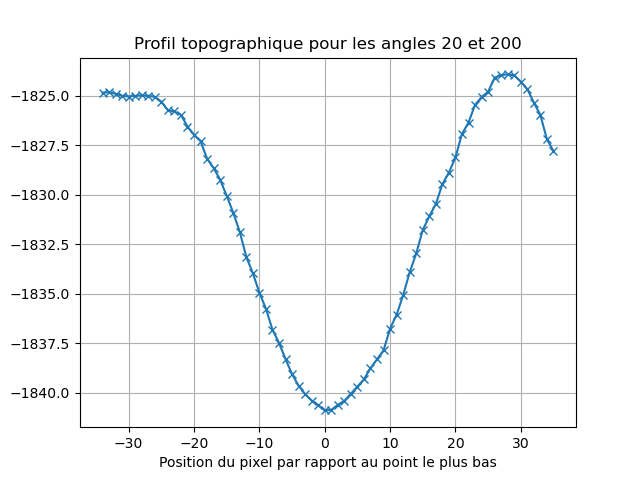 Profil topographique pour les angles 20 et 200
−1825.0
−1827.5
−1830.0
−1832.5
−1835.0
−1837.5
−1840.0
−30 −20 −10 0 10 20 30
Position du pixel par rapport au point le plus bas